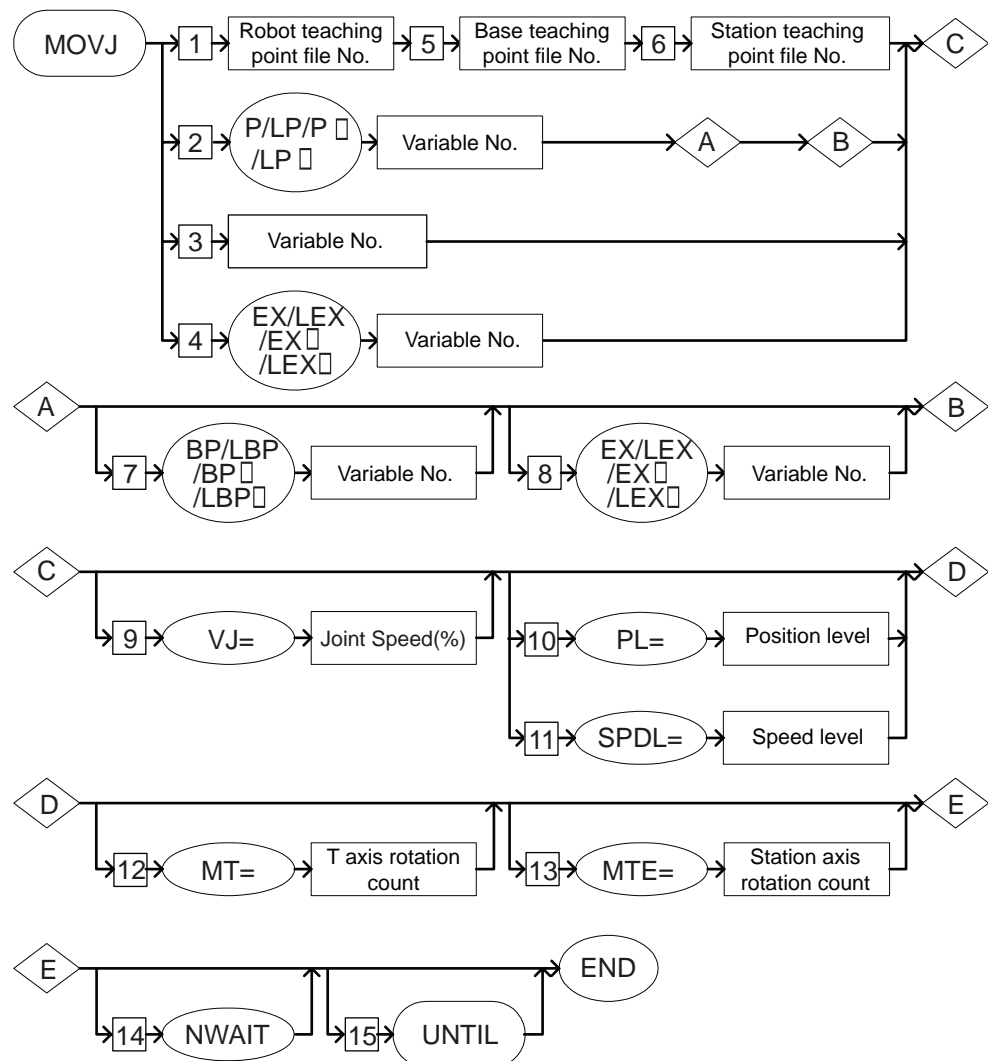 MOVJ
1
Robot teaching
point file No.
5
Base teaching
point file No.
6
Station teaching
point file No.
C
2
P/LP/P▯
/LP▯
Variable No.
A
B
3
Variable No.
4
EX/LEX
/EX▯
/LEX▯
Variable No.
A
B
7
BP/LBP
/BP▯
/LBP▯
Variable No.
8
EX/LEX
/EX▯
/LEX▯
Variable No.
C
D
9
VJ=
Joint Speed(%)
10
PL=
Position level
11
SPDL=
Speed level
D
E
12
MT=
T axis rotation
count
13
MTE=
Station axis
rotation count
E
END
14
NWAIT
15
UNTIL